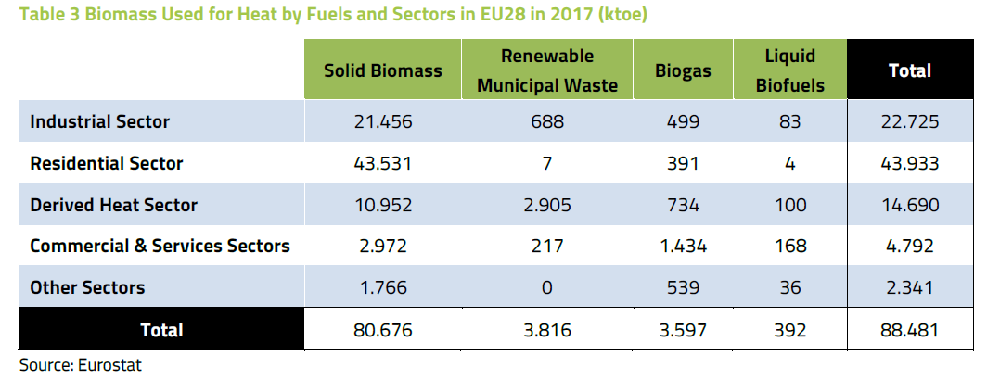 Table 3 Biomass Used for Heat by Fuels and Sectors in EU28 in 2017 (ktoe)
Solid Biomass Renewable Municipal Waste Biogas Liquid Biofuels Total
Industrial Sector 21.456 688 499 83 22.725
Residential Sector 43.531 7 391 4 43.933
Derived Heat Sector 10.952 2.905 734 100 14.690
Commercial & Services Sectors 2.972 217 1.434 168 4.792
Other Sectors 1.766 0 539 36 2.341
Total 80.676 3.816 3.597 392 88.481
Source: Eurostat